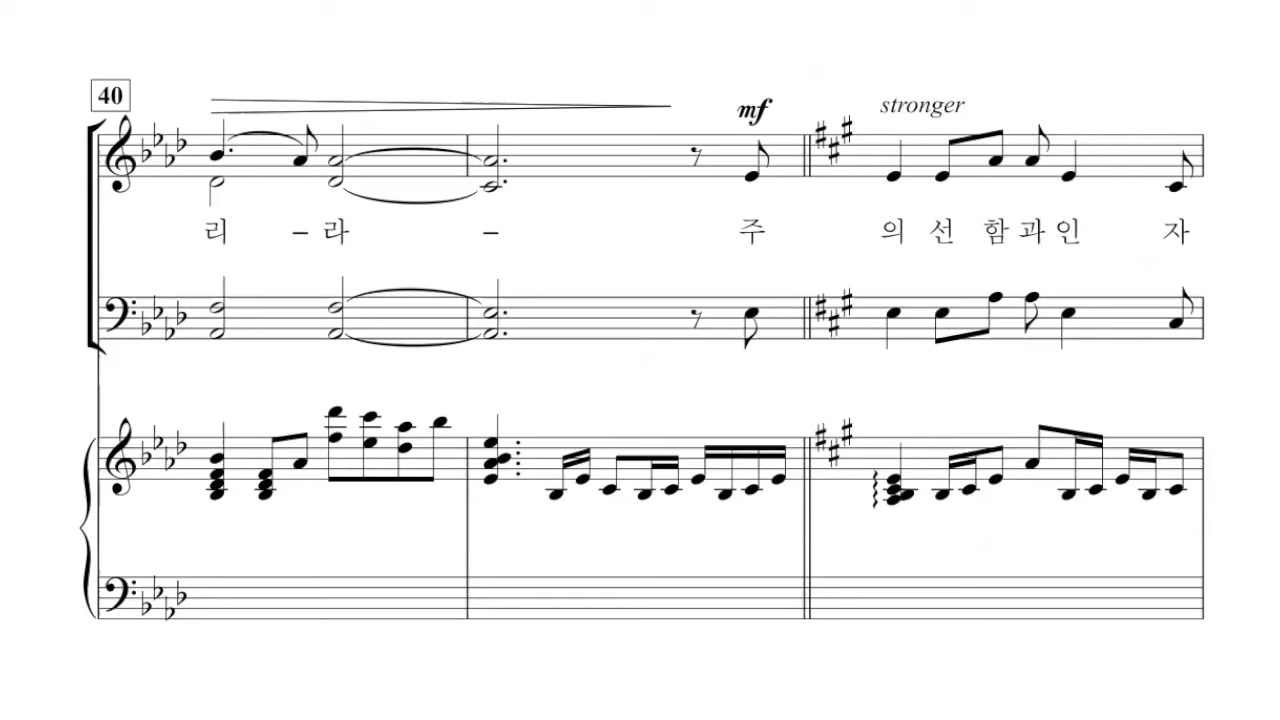 40
mf
stronger
리 – 라 – 주 의 선 함 과 인 자